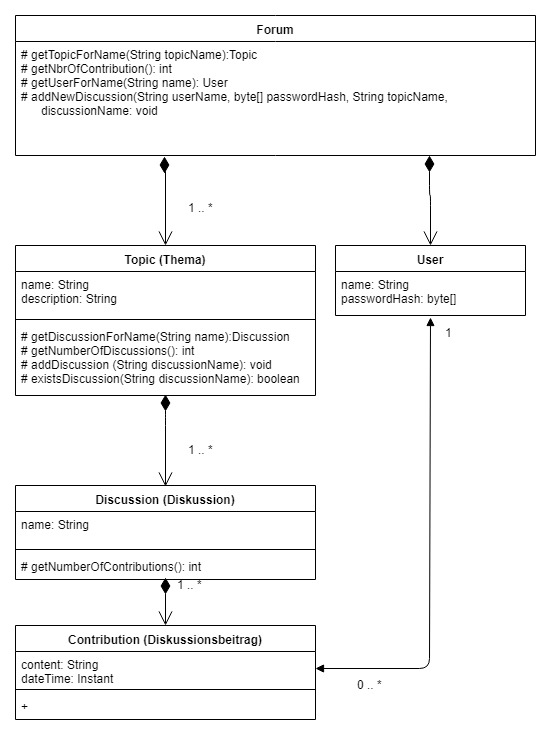 Forum
# getTopicForName(String topicName):Topic
# getNbrOfContribution(): int
# getUserForName(String name): User
# addNewDiscussion(String userName, byte[] passwordHash, String topicName,
discussionName: void
1 .. *
Topic (Thema)
name: String
description: String
# getDiscussionForName(String name):Discussion
# getNumberOfDiscussions(): int
# addDiscussion (String discussionName): void
# existsDiscussion(String discussionName): boolean
User
name: String
passwordHash: byte[]
1
1 .. *
Discussion (Diskussion)
name: String
# getNumberOfContributions(): int
1 .. *
Contribution (Diskussionsbeitrag)
content: String
dateTime: Instant
+
0 .. *